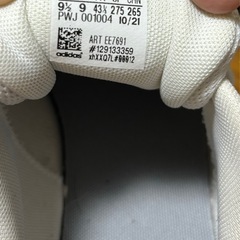 9½ 9 43⅓ 275 265
PWJ 001004 10/21
ART EE7691
#129133359
adidas
xhXXQ7L#00012